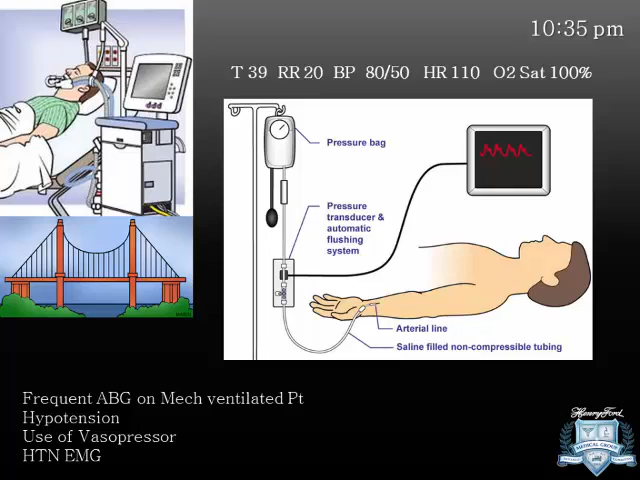 10:35 pm
T 39 RR 20 BP 80/50 HR 110 O2 Sat 100%
Pressure bag
Pressure
transducer &
automatic
flushing
system
Arterial line
Saline filled non-compressible tubing
Frequent ABG on Mech ventilated Pt
Hypotension
Use of Vasopressor
HTN EMG
Henry Ford
MEDICAL GROUP